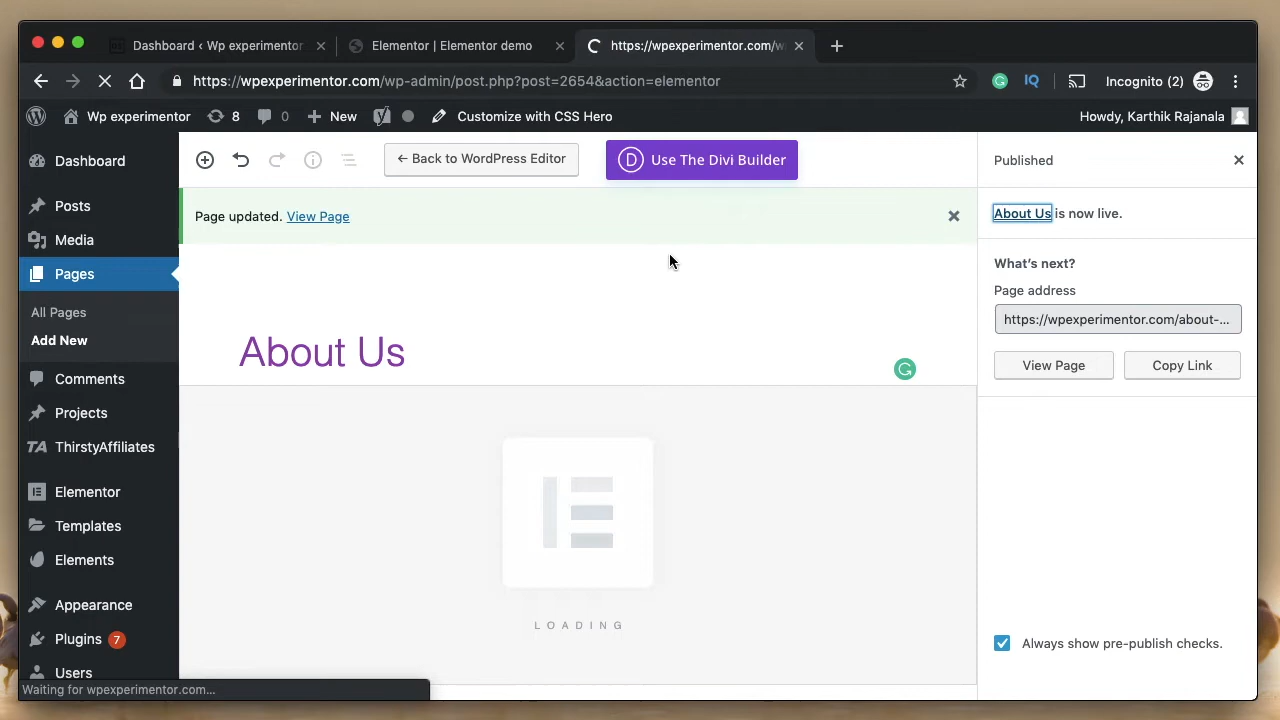 Dashboard ‹ Wp experimentor
Elementor | Elementor demo
https://wpexperimentor.com/w
https://wpexperimentor.com/wp-admin/post.php?post=2654&action=elementor
IQ
Incognito (2)
Wp experimentor
8
0
New
Customize with CSS Hero
Howdy, Karthik Rajanala
Dashboard
Posts
Media
Pages
All Pages
Add New
Comments
Projects
TA ThirstyAffiliates
Elementor
Templates
Elements
Appearance
Plugins 7
Users
← Back to WordPress Editor
D Use The Divi Builder
Page updated. View Page
About Us
LOADING
Published
About Us is now live.
What’s next?
Page address
https://wpexperimentor.com/about-...
View Page
Copy Link
Always show pre-publish checks.
Waiting for wpexperimentor.com...